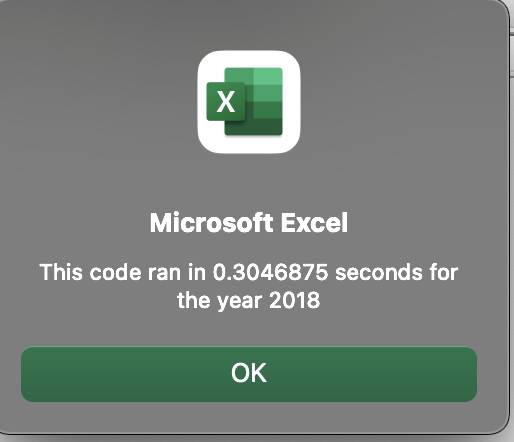 X
Microsoft Excel
This code ran in 0.3046875 seconds for
the year 2018
OK